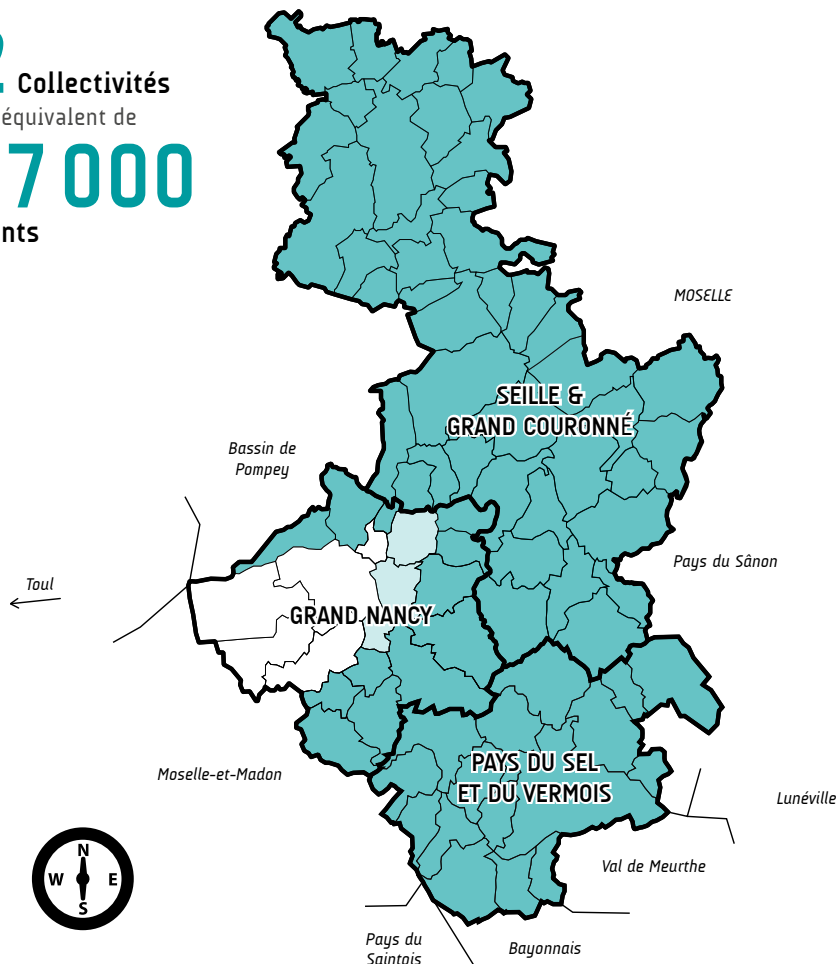 2 Collectivités
équivalent de
7 000
nts
MOSELLE
SEILLE &
GRAND COURONNÉ
Bassin de
Pompey
Pays du Sânon
Toul
GRAND NANCY
Moselle-et-Madon
PAYS DU SEL
ET DU VERMOIS
Lunéville
N
W E
S
Val de Meurthe
Pays du
Saintois
Bayonnais